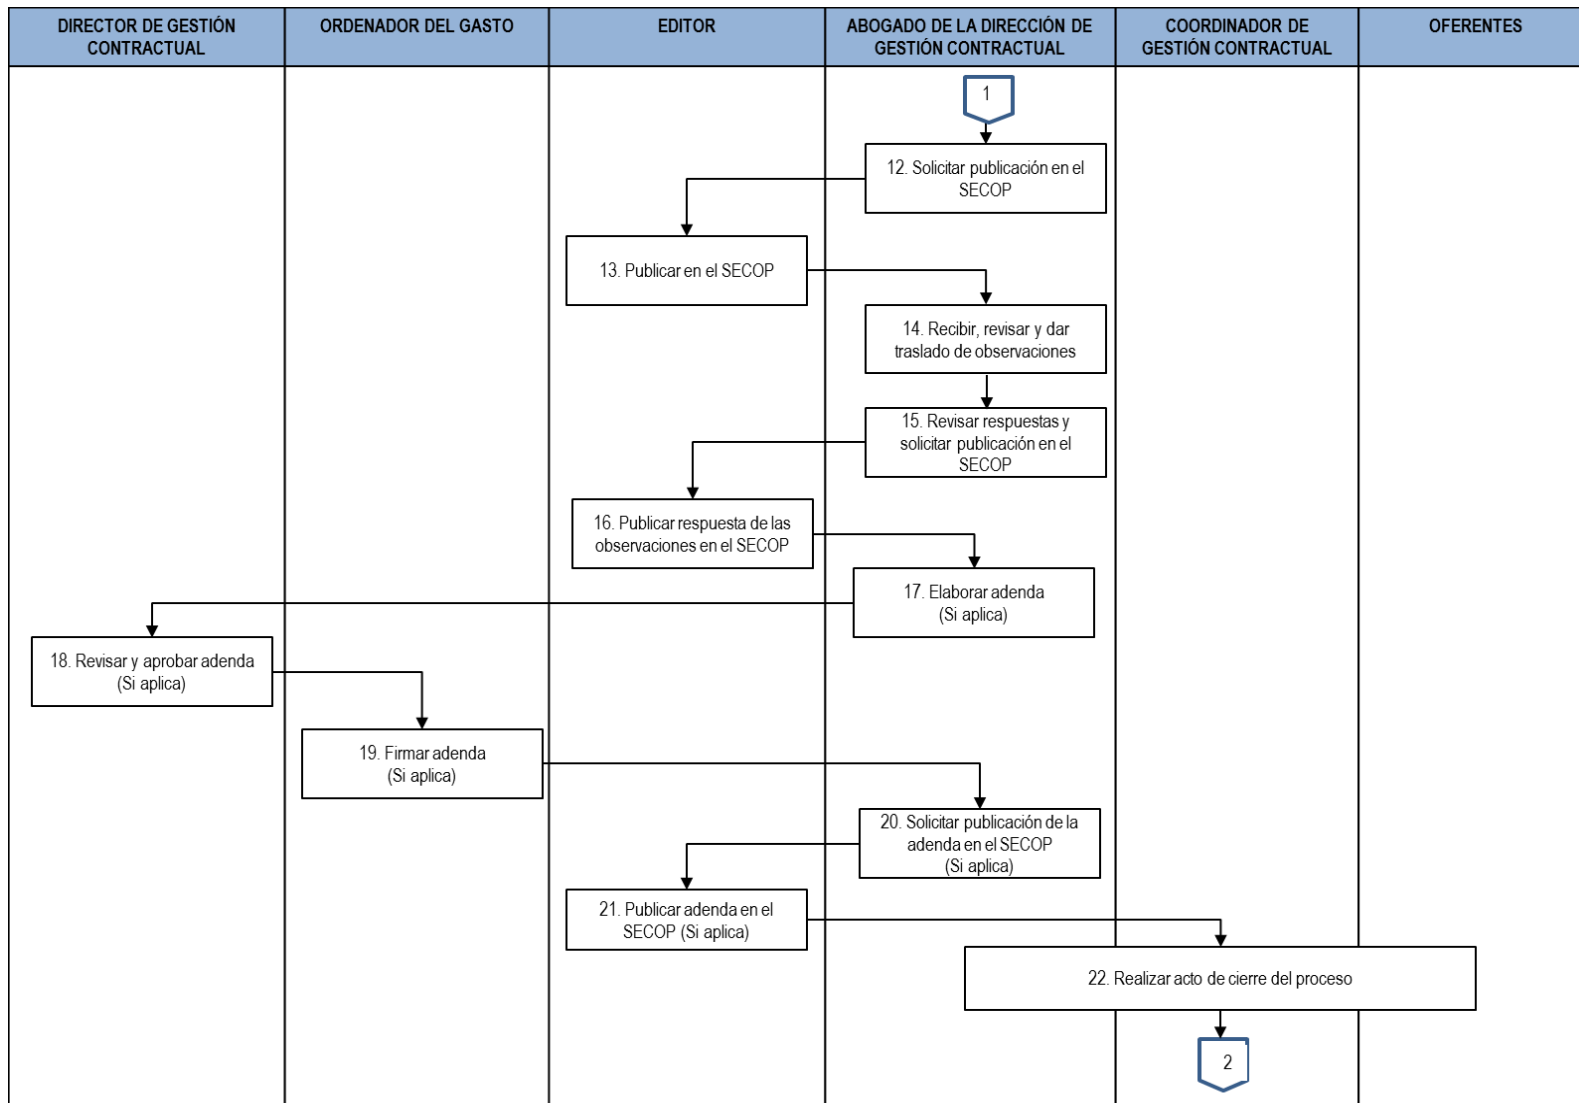 DIRECTOR DE GESTIÓN
CONTRACTUAL
ORDENADOR DEL GASTO
EDITOR
ABOGADO DE LA DIRECCIÓN DE
GESTIÓN CONTRACTUAL
COORDINADOR DE
GESTIÓN CONTRACTUAL
OFERENTES
1
12. Solicitar publicación en el
SECOP
13. Publicar en el SECOP
14. Recibir, revisar y dar
traslado de observaciones
15. Revisar respuestas y
solicitar publicación en el
SECOP
16. Publicar respuesta de las
observaciones en el SECOP
17. Elaborar adenda
(Si aplica)
18. Revisar y aprobar adenda
(Si aplica)
19. Firmar adenda
(Si aplica)
20. Solicitar publicación de la
adenda en el SECOP
(Si aplica)
21. Publicar adenda en el
SECOP (Si aplica)
22. Realizar acto de cierre del proceso
2